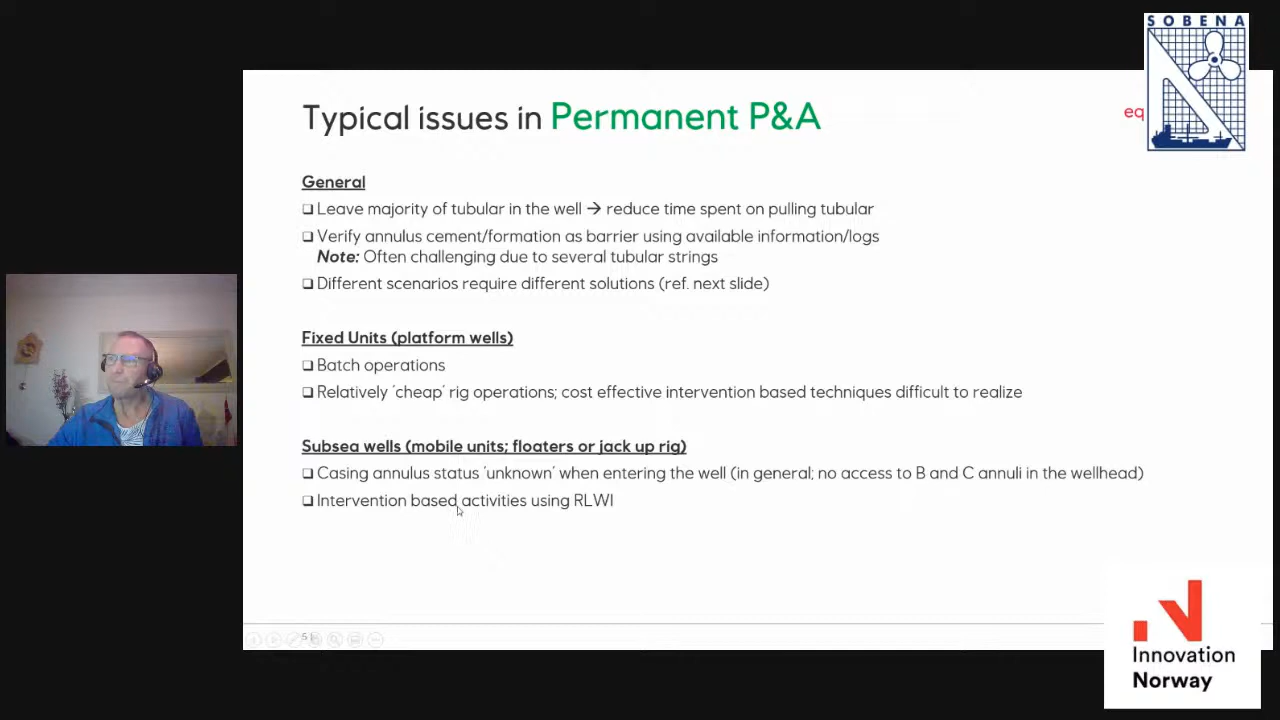 SOBENA
Typical issues in Permanent P&A
eq
General
❑ Leave majority of tubular in the well → reduce time spent on pulling tubular
❑ Verify annulus cement/formation as barrier using available information/logs
Note: Often challenging due to several tubular strings
❑ Different scenarios require different solutions (ref. next slide)
Fixed Units (platform wells)
❑ Batch operations
❑ Relatively 'cheap' rig operations; cost effective intervention based techniques difficult to realize
Subsea wells (mobile units; floaters or jack up rig)
❑ Casing annulus status 'unknown' when entering the well (in general; no access to B and C annuli in the wellhead)
❑ Intervention based activities using RLWI
5 |
Innovation
Norway